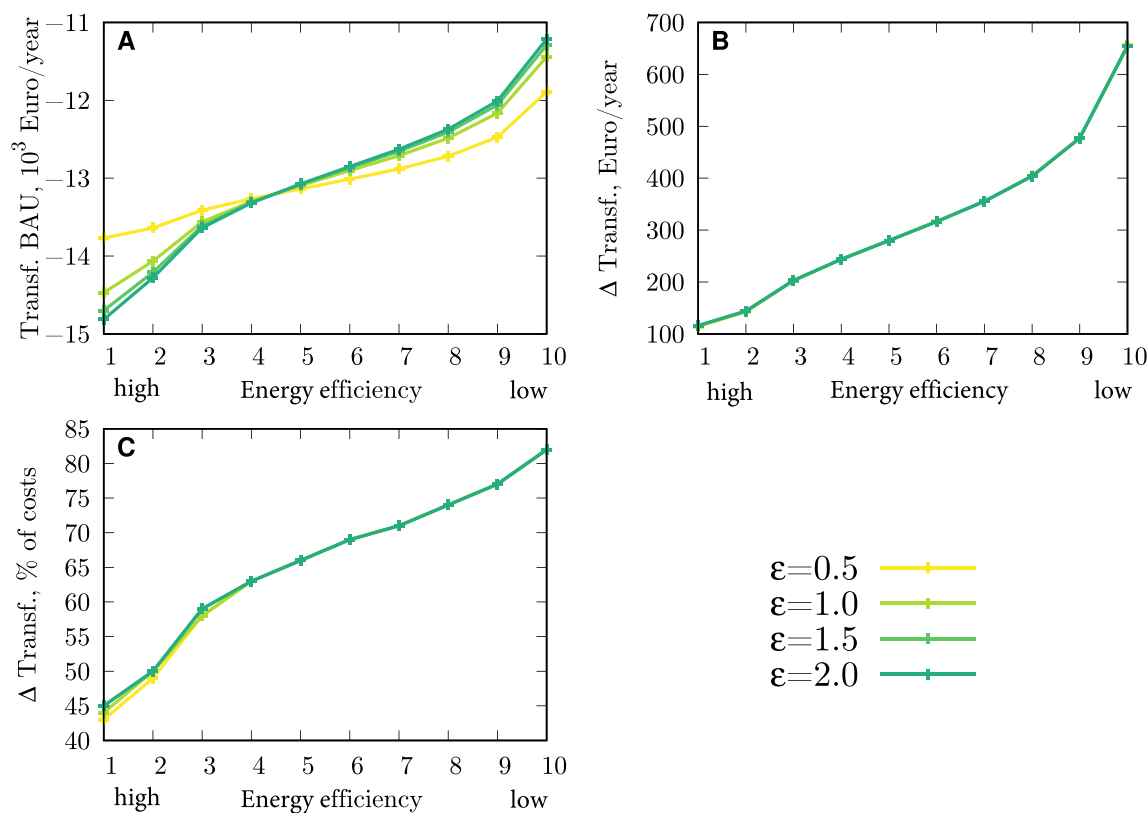 A
Transf. BAU, 10³ Euro/year
−11
−12
−13
−14
−15
1 2 3 4 5 6 7 8 9 10
high Energy efficiency low
B
Δ Transf., Euro/year
700
600
500
400
300
200
100
1 2 3 4 5 6 7 8 9 10
high Energy efficiency low
C
Δ Transf., % of costs
85
80
75
70
65
60
55
50
45
40
1 2 3 4 5 6 7 8 9 10
high Energy efficiency low
ε=0.5
ε=1.0
ε=1.5
ε=2.0